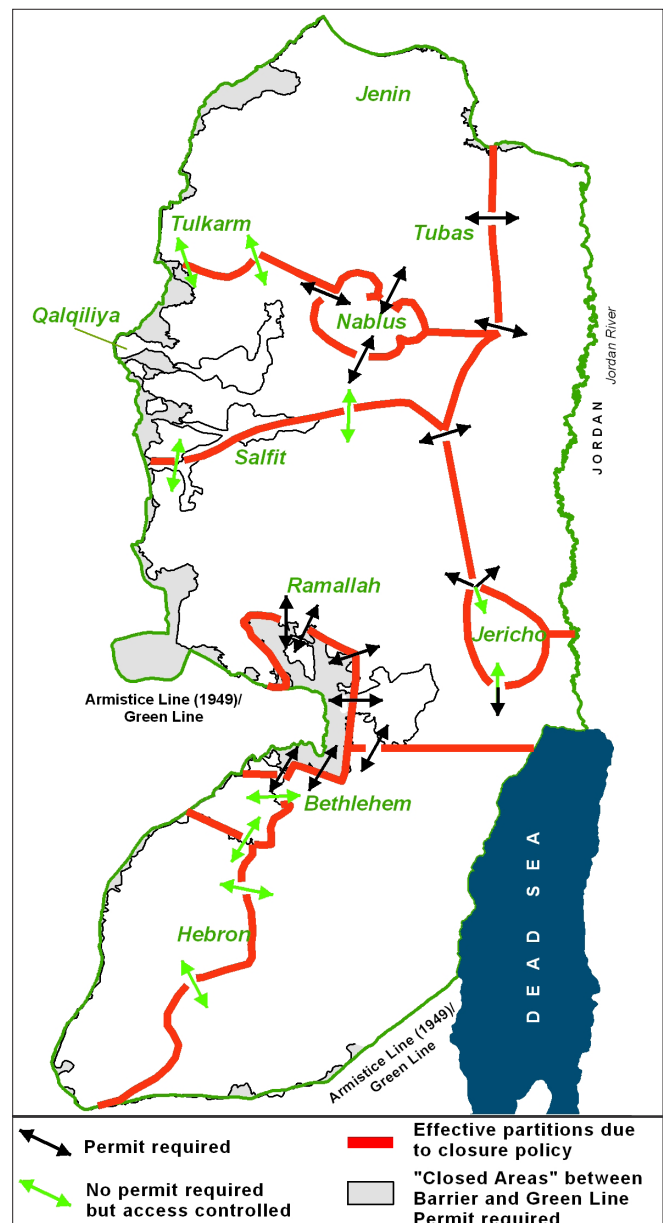 Jenin
Tulkarm
Tubas
Qalqiliya
Nablus
Jordan River
JORDAN
Salfit
Ramallah
Jericho
Armistice Line (1949)/
Green Line
Bethlehem
DEAD SEA
Hebron
Armistice Line (1949)/
Green Line
Permit required
No permit required
but access controlled
Effective partitions due
to closure policy
"Closed Areas" between
Barrier and Green Line
Permit required